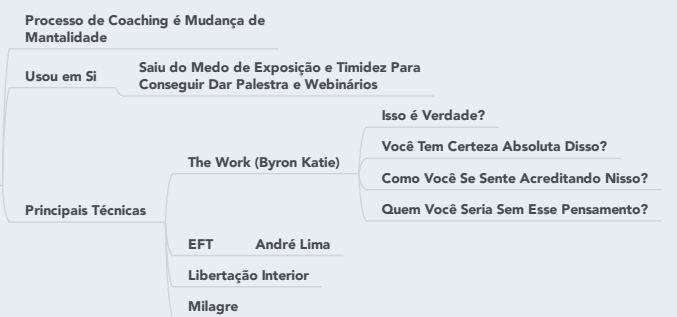 Processo de Coaching é Mudança de
Mantalidade
Usou em Si
Saiu do Medo de Exposição e Timidez Para
Conseguir Dar Palestra e Webinários
Principais Técnicas
The Work (Byron Katie)
Isso é Verdade?
Você Tem Certeza Absoluta Disso?
Como Você Se Sente Acreditando Nisso?
Quem Você Seria Sem Esse Pensamento?
EFT
André Lima
Libertação Interior
Milagre